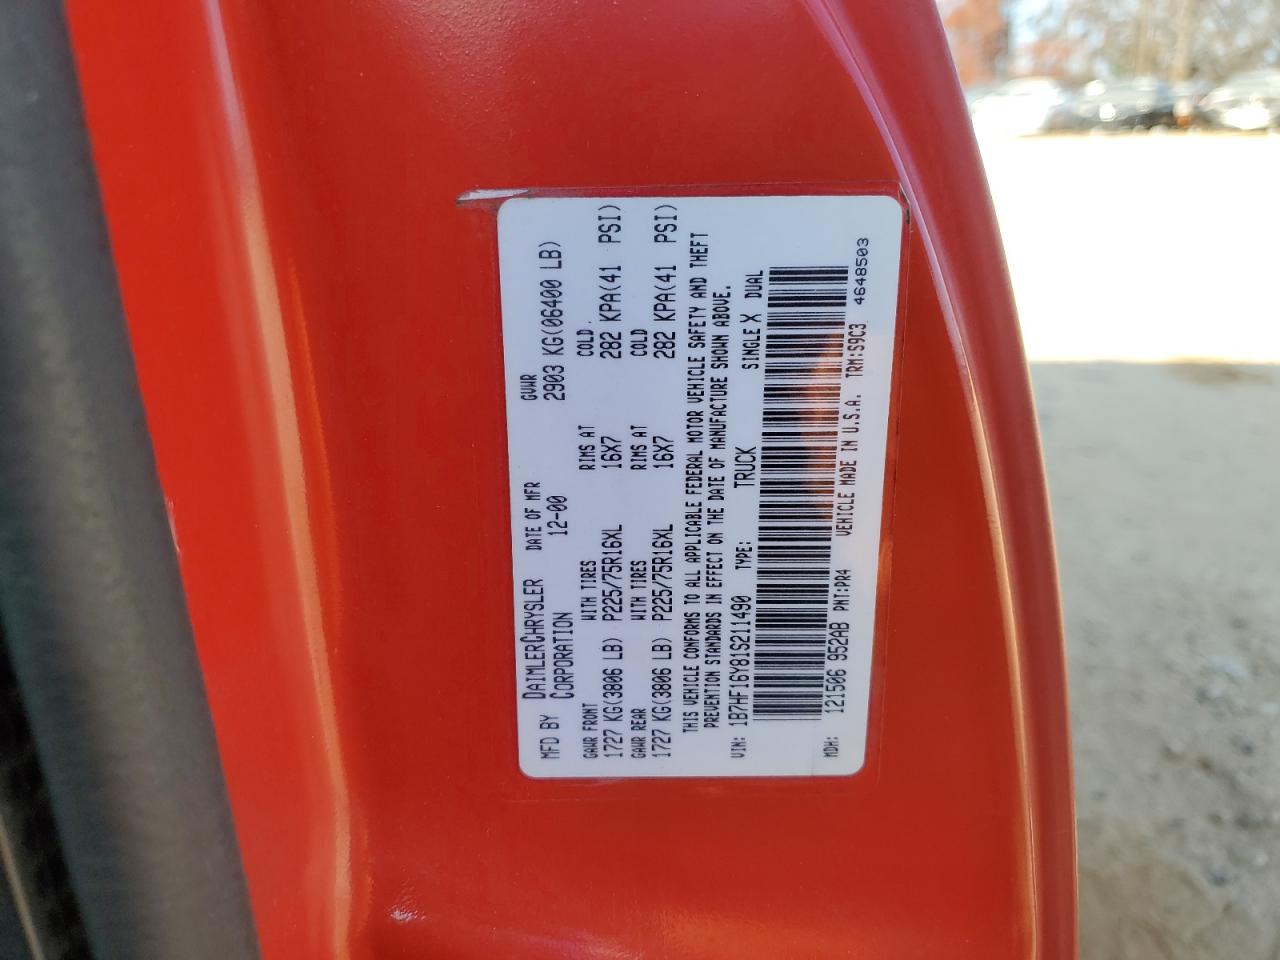 MFD BY DAIMLERCHRYSLER CORPORATION DATE OF MFR 12-00 GVWR 2903 KG(06400 LB)
GAWR FRONT WITH TIRES RIMS AT COLD
1727 KG(3806 LB) P225/75R16XL 16X7 282 KPA(41 PSI)
GAWR REAR WITH TIRES RIMS AT COLD
1727 KG(3806 LB) P225/75R16XL 16X7 282 KPA(41 PSI)
THIS VEHICLE CONFORMS TO ALL APPLICABLE FEDERAL MOTOR VEHICLE SAFETY AND THEFT
PREVENTION STANDARDS IN EFFECT ON THE DATE OF MANUFACTURE SHOWN ABOVE.
VIN: 1B7HF16Y81S211490 TYPE: TRUCK SINGLE X DUAL
MDH: 121506 952AB PNT:PR4 VEHICLE MADE IN U.S.A. TRM:S9C3 4648503